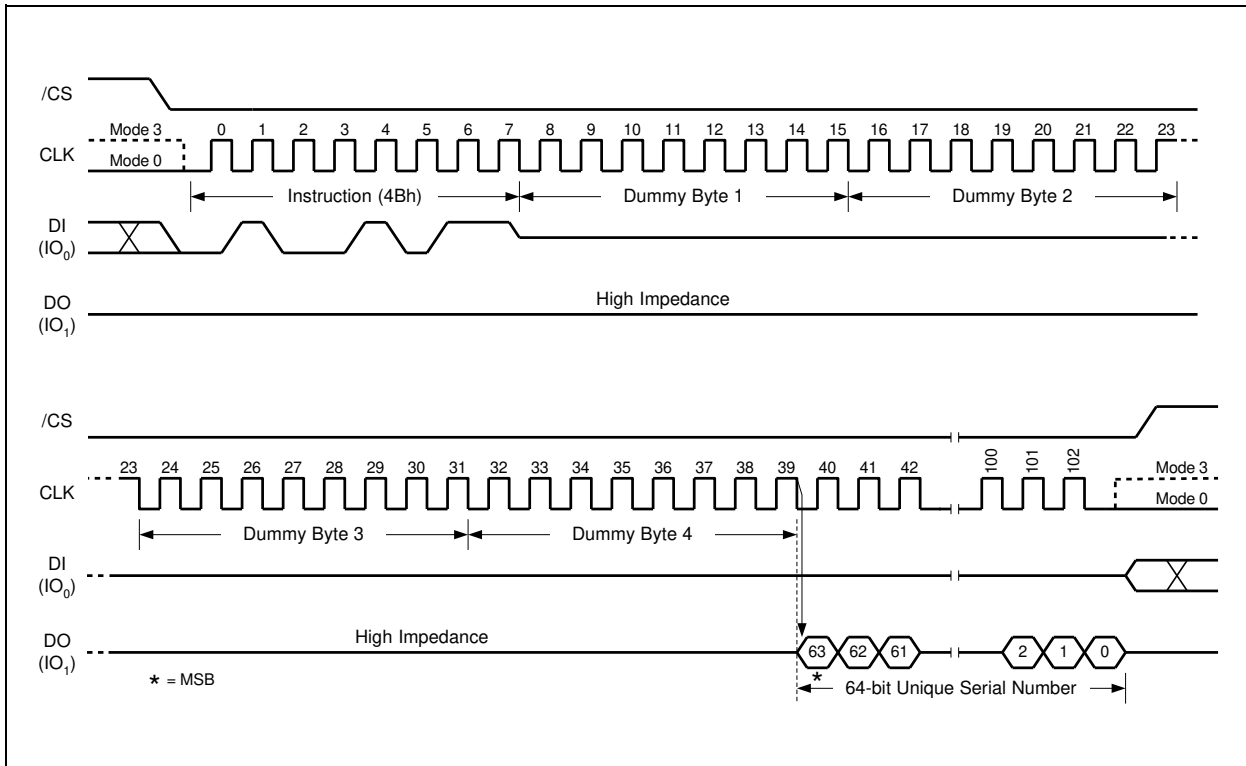 /CS
Mode 3
0 1 2 3 4 5 6 7 8 9 10 11 12 13 14 15 16 17 18 19 20 21 22 23
CLK
Mode 0
Instruction (4Bh) Dummy Byte 1 Dummy Byte 2
DI
(IO0)
High Impedance
DO
(IO1)
/CS
23 24 25 26 27 28 29 30 31 32 33 34 35 36 37 38 39 40 41 42 100 101 102
Mode 3
CLK
Mode 0
Dummy Byte 3 Dummy Byte 4
DI
(IO0)
High Impedance
DO
(IO1)
63 62 61 2 1 0
* = MSB
*
64-bit Unique Serial Number